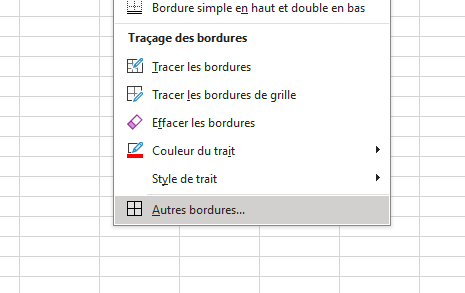 Bordure simple en haut et double en bas
Traçage des bordures
Tracer les bordures
Tracer les bordures de grille
Effacer les bordures
Couleur du trait
Style de trait
Autres bordures...